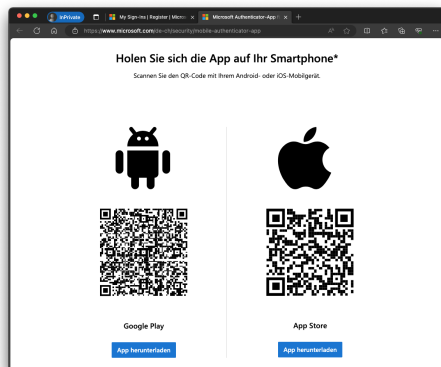 InPrivate
My Sign-Ins | Register | Micros
Microsoft Authenticator-App
https://www.microsoft.com/de-ch/security/mobile-authenticator-app
Holen Sie sich die App auf Ihr Smartphone*
Scannen Sie den QR-Code mit Ihrem Android- oder iOS-Mobilgerät.
Google Play
App Store
App herunterladen
App herunterladen